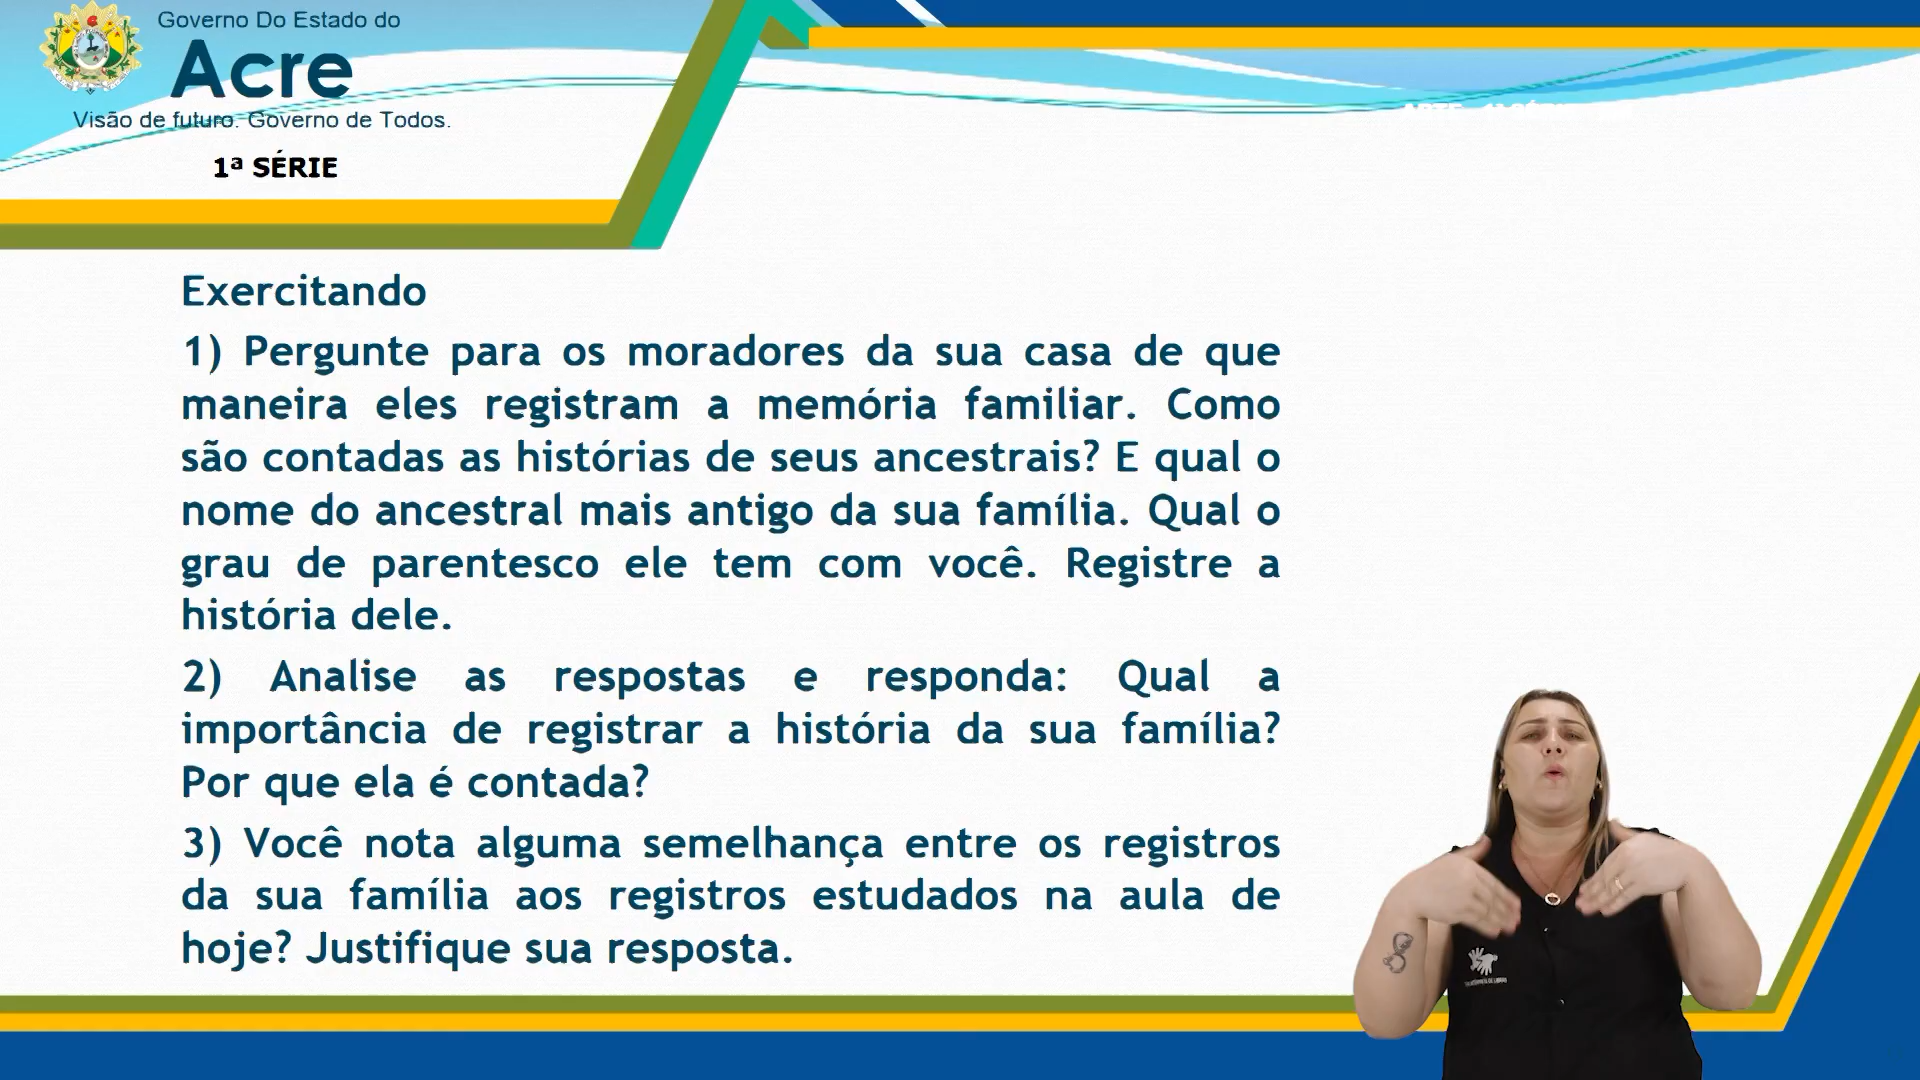 Governo Do Estado do
Acre
Visão de futuro. Governo de Todos.
1ª SÉRIE
Exercitando
1) Pergunte para os moradores da sua casa de que
maneira eles registram a memória familiar. Como
são contadas as histórias de seus ancestrais? E qual o
nome do ancestral mais antigo da sua família. Qual o
grau de parentesco ele tem com você. Registre a
história dele.
2) Analise as respostas e responda: Qual a
importância de registrar a história da sua família?
Por que ela é contada?
3) Você nota alguma semelhança entre os registros
da sua família aos registros estudados na aula de
hoje? Justifique sua resposta.